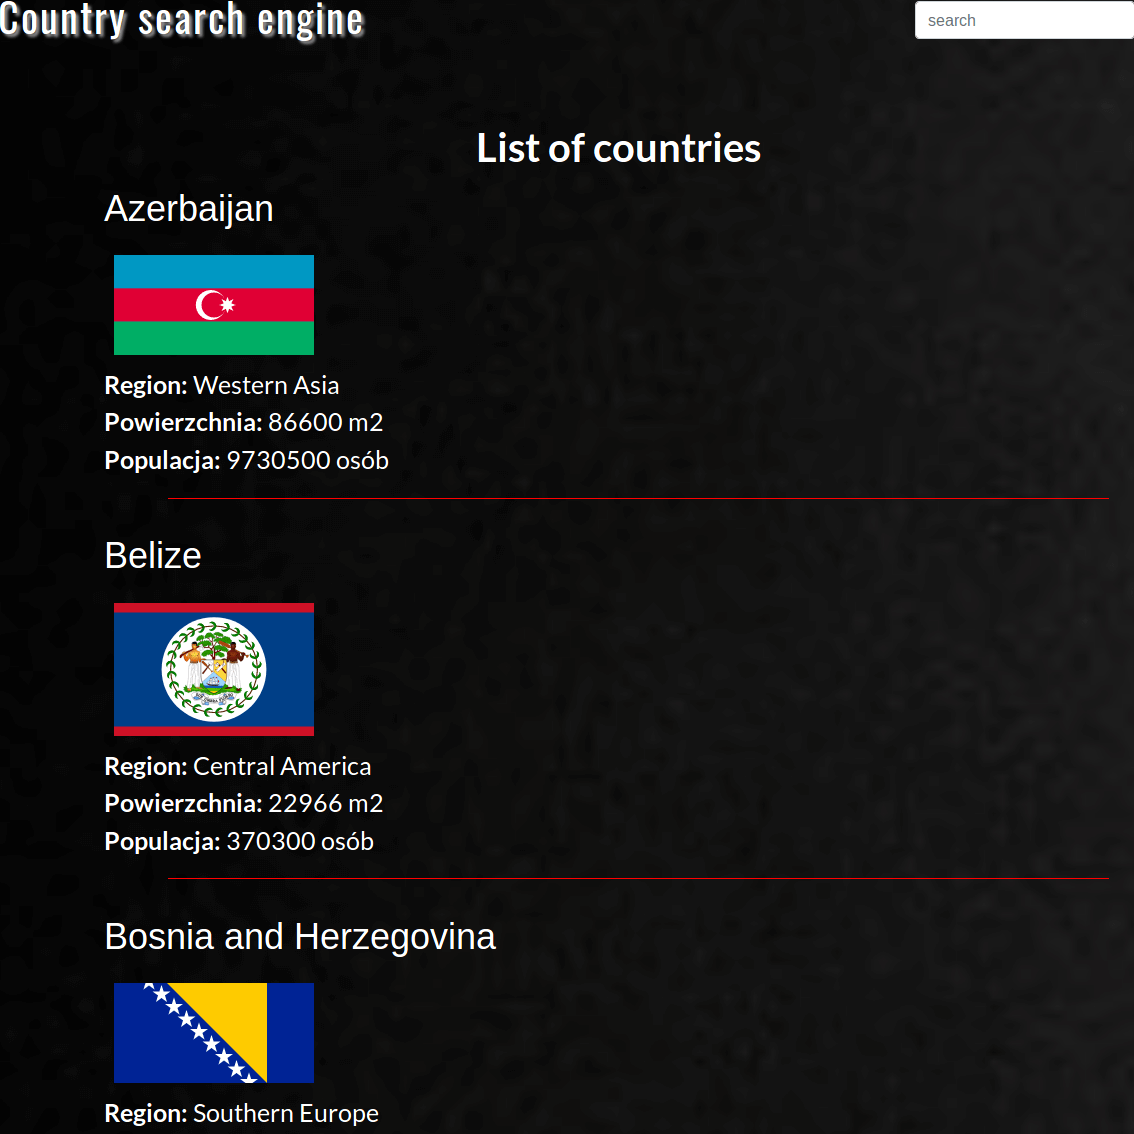 Country search engine
search
List of countries
Azerbaijan
Region: Western Asia
Powierzchnia: 86600 m2
Populacja: 9730500 osób
Belize
Region: Central America
Powierzchnia: 22966 m2
Populacja: 370300 osób
Bosnia and Herzegovina
Region: Southern Europe